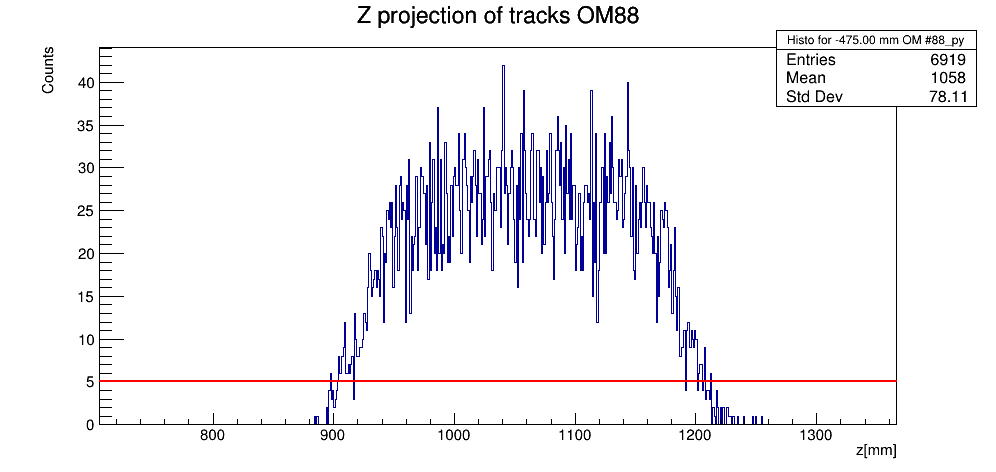 Z projection of tracks OM88
Histo for -475.00 mm OM #88_py
Entries 6919
Mean 1058
Std Dev 78.11
Counts
40
35
30
25
20
15
10
5
0
800 900 1000 1100 1200 1300
z[mm]